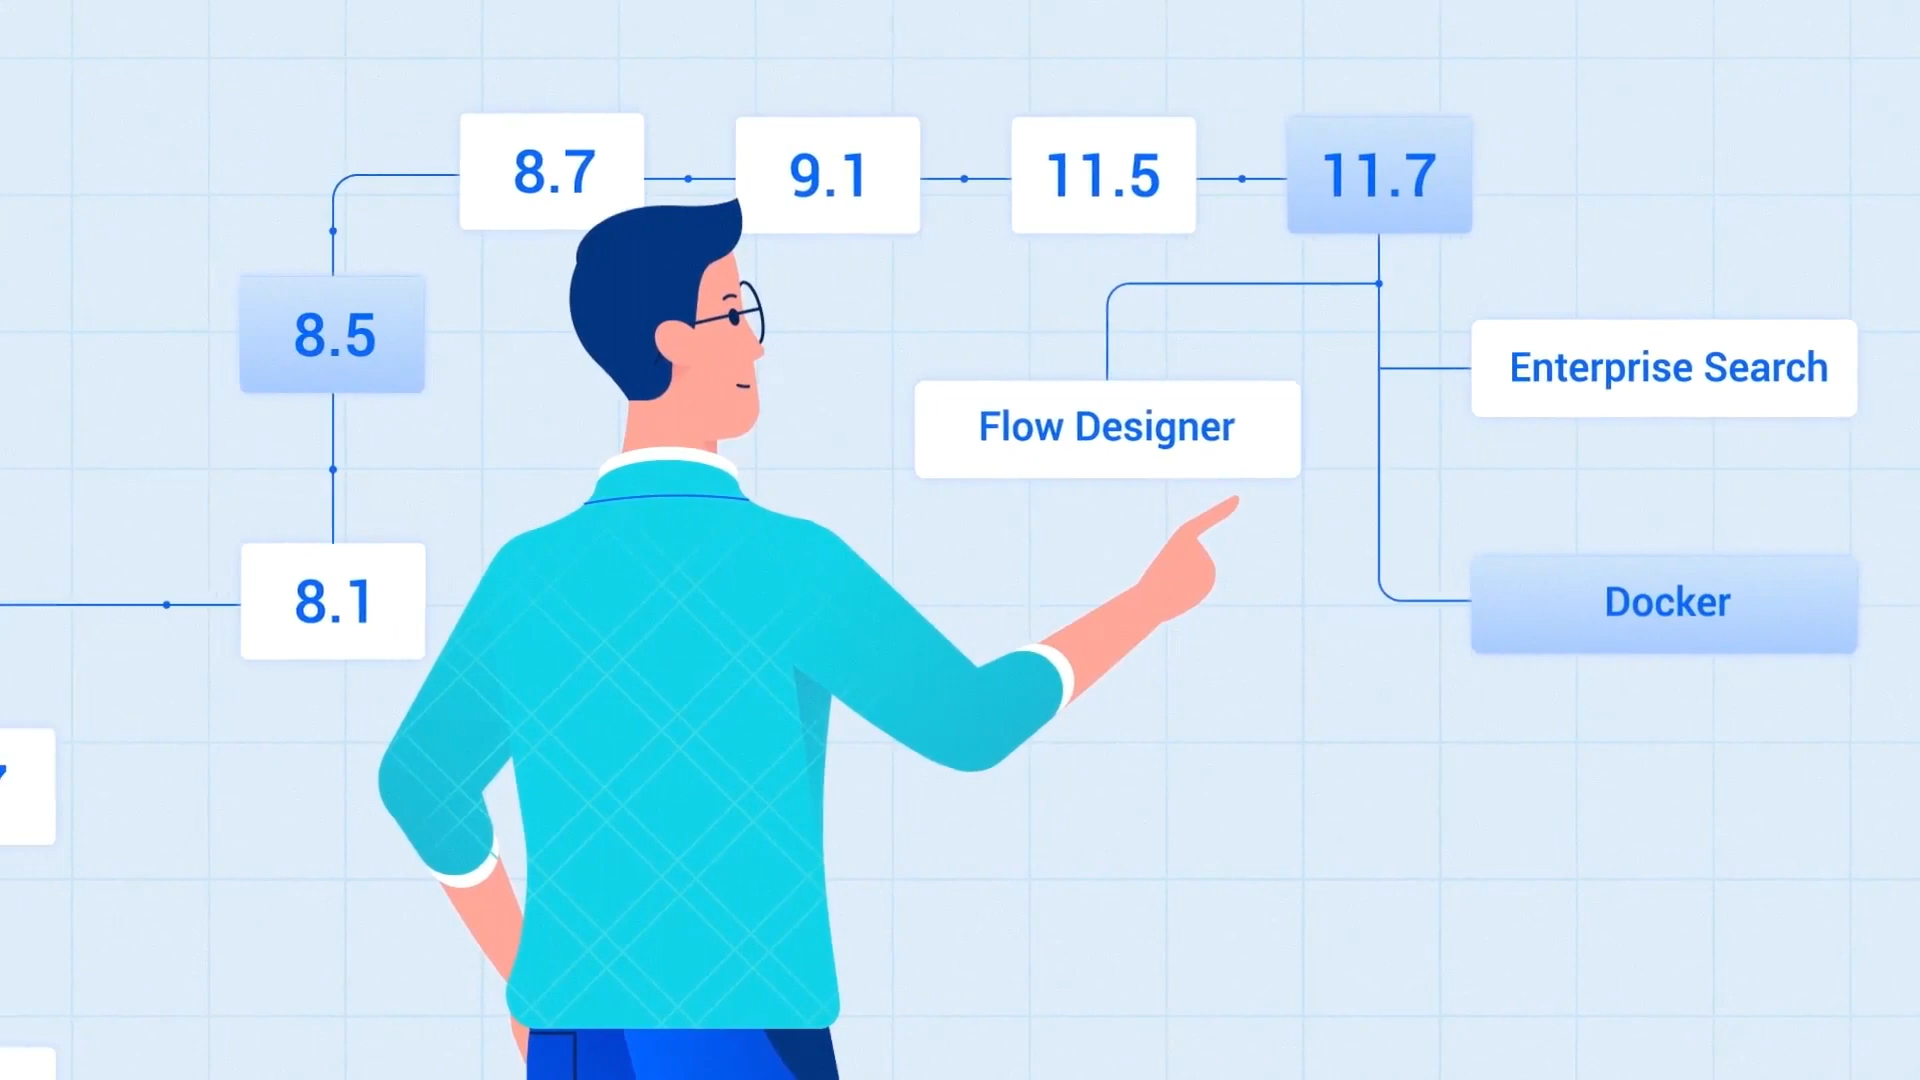 8.7
9.1
11.5
11.7
8.5
Enterprise Search
Flow Designer
8.1
Docker